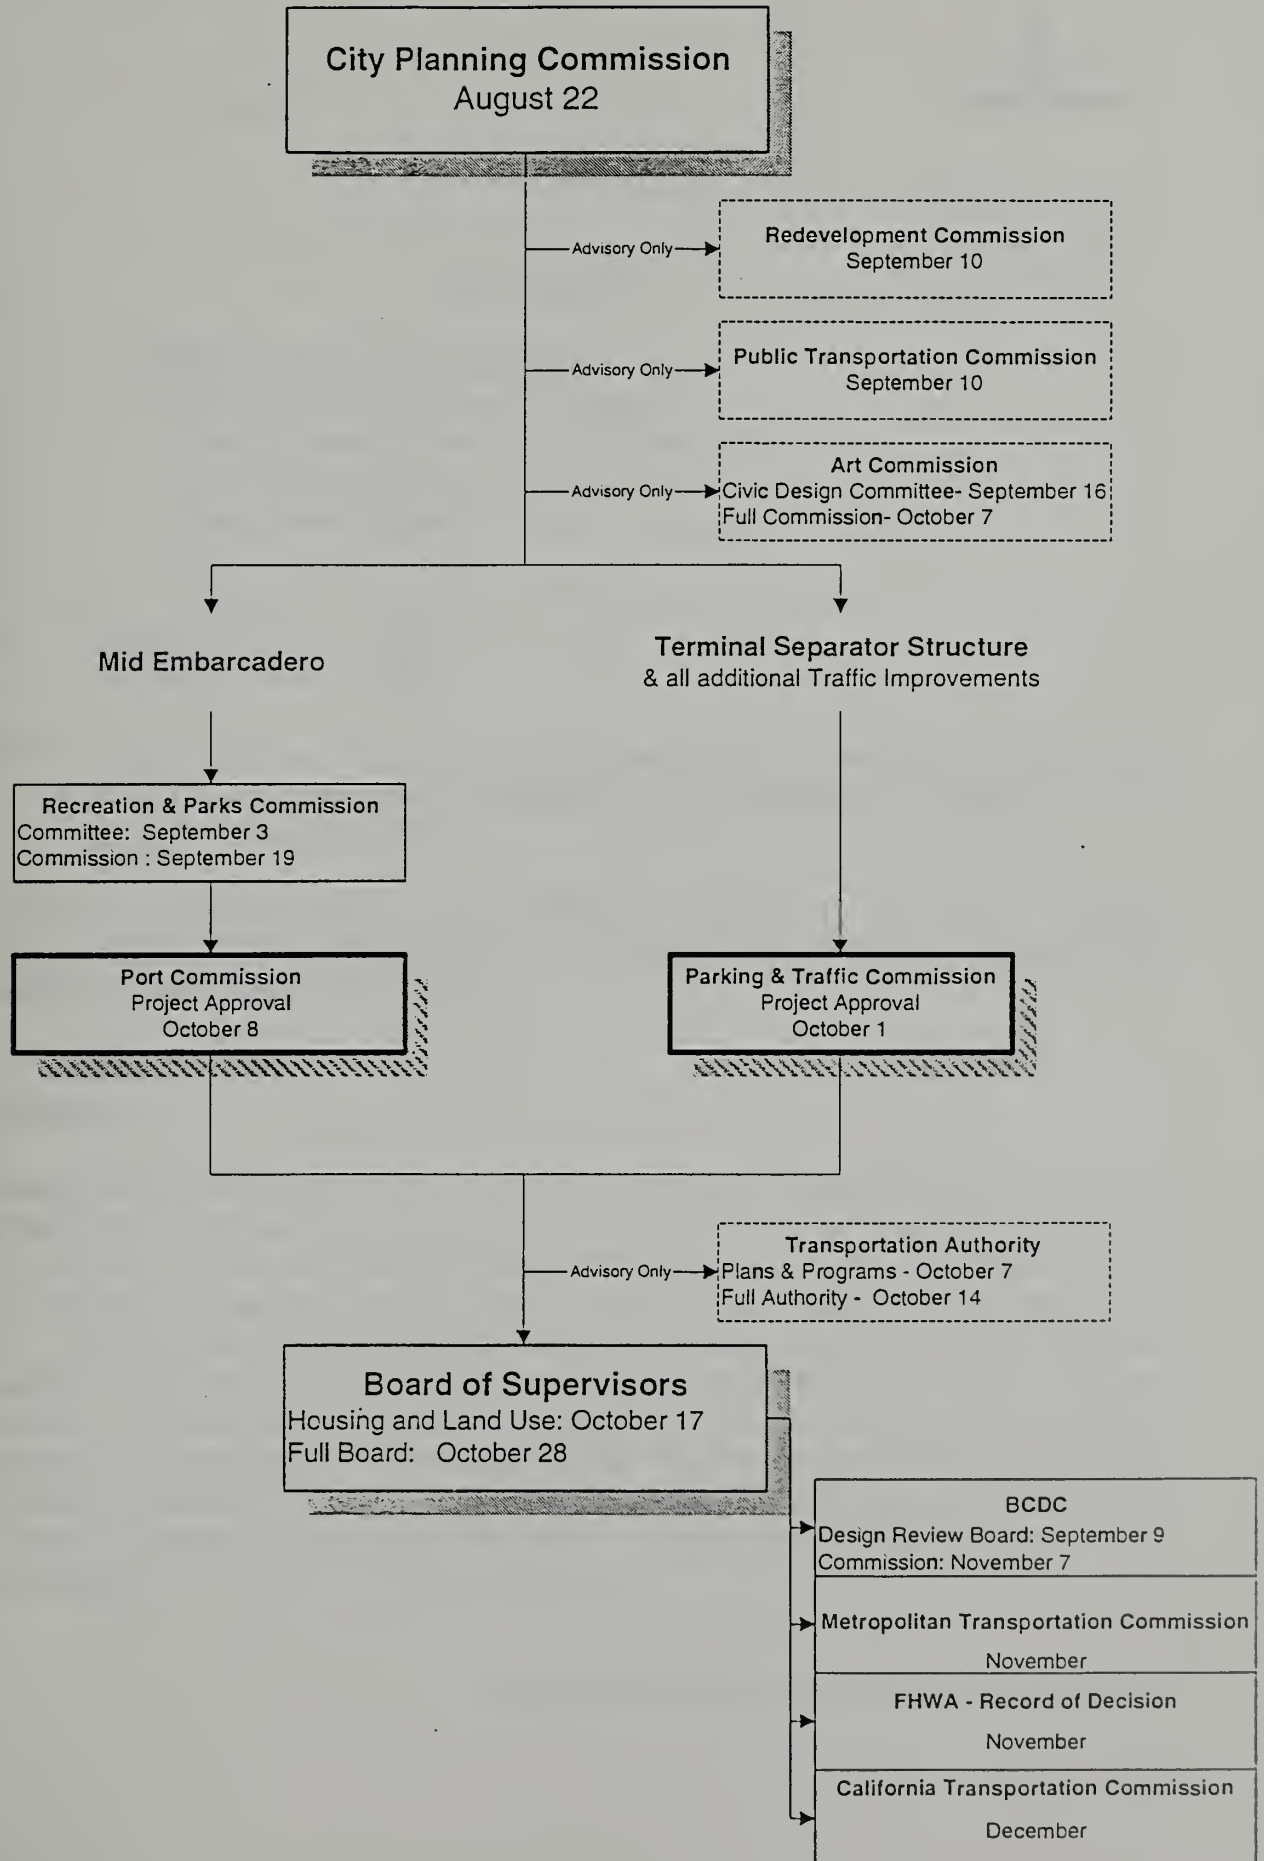 City Planning Commission
August 22
Advisory Only
Redevelopment Commission
September 10
Advisory Only
Public Transportation Commission
September 10
Advisory Only
Art Commission
Civic Design Committee- September 16
Full Commission- October 7
Mid Embarcadero
Terminal Separator Structure
& all additional Traffic Improvements
Recreation & Parks Commission
Committee: September 3
Commission : September 19
Port Commission
Project Approval
October 8
Parking & Traffic Commission
Project Approval
October 1
Advisory Only
Transportation Authority
Plans & Programs - October 7
Full Authority - October 14
Board of Supervisors
Housing and Land Use: October 17
Full Board: October 28
BCDC
Design Review Board: September 9
Commission: November 7
Metropolitan Transportation Commission
November
FHWA - Record of Decision
November
California Transportation Commission
December